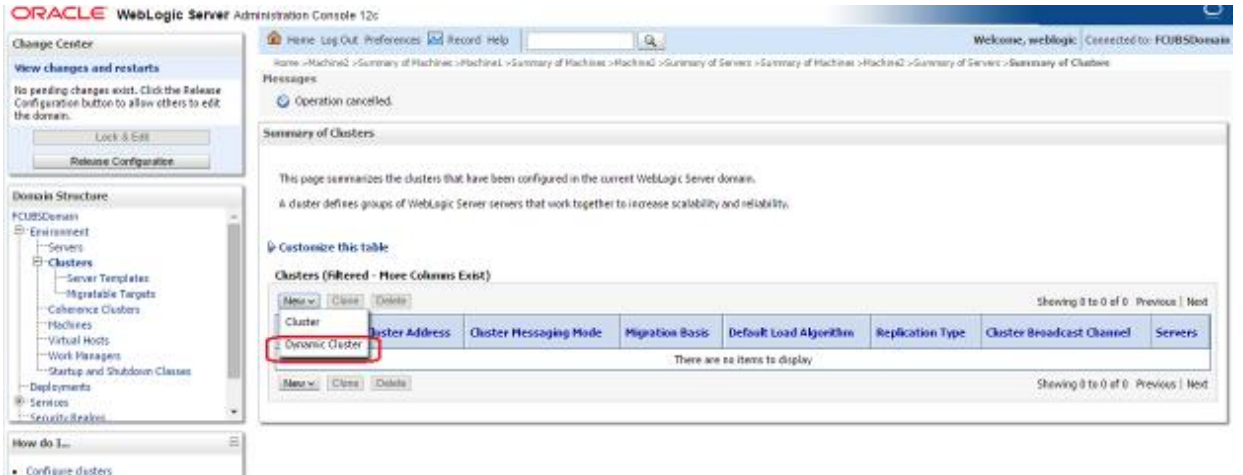 ORACLE WebLogic Server Administration Console 12c
Change Center
View changes and restarts
No pending changes exist. Click the Release
Configuration button to allow others to edit
the domain.
Lock & Edit
Release Configuration
Domain Structure
FCUBSDomain
Environment
Servers
Clusters
Server Templates
Migratable Targets
Coherence Clusters
Machines
Virtual Hosts
Work Managers
Startup and Shutdown Classes
Deployments
Services
Security Realms
How do I...
Configure clusters
Home Log Out Preferences Record Help
Welcome, weblogic Connected to: FCUBSDomain
Home >Machine2 >Summary of Machines >Machine1 >Summary of Machines >Machine2 >Summary of Servers >Summary of Machines >Machine2 >Summary of Servers >Summary of Clusters
Messages
Operation cancelled.
Summary of Clusters
This page summarizes the clusters that have been configured in the current WebLogic Server domain.
A cluster defines groups of WebLogic Server servers that work together to increase scalability and reliability.
Customize this table
Clusters (Filtered - More Columns Exist)
New Clone Delete
Showing 0 to 0 of 0 Previous | Next
Cluster
Dynamic Cluster
Cluster Address Cluster Messaging Mode Migration Basis Default Load Algorithm Replication Type Cluster Broadcast Channel Servers
There are no items to display
New Clone Delete
Showing 0 to 0 of 0 Previous | Next